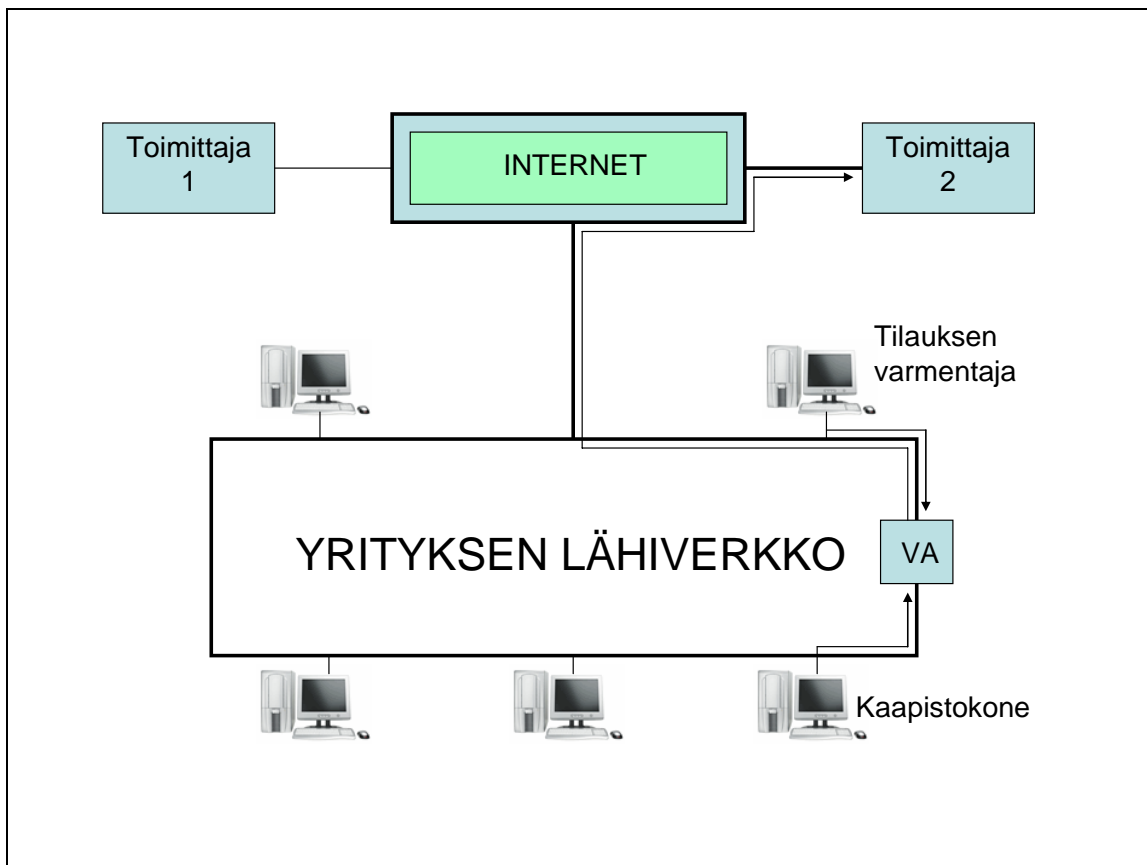 Toimittaja
1
INTERNET
Toimittaja
2
Tilauksen
varmentaja
YRITYKSEN LÄHIVERKKO
VA
Kaapistokone